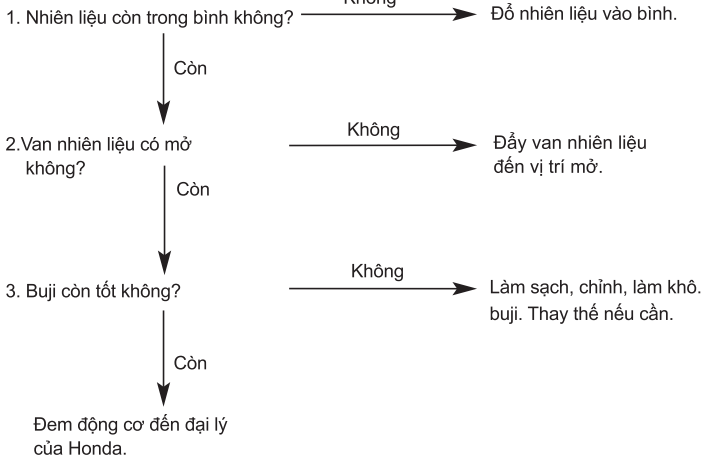 Không
1. Nhiên liệu còn trong bình không?
Đổ nhiên liệu vào bình.
Còn
2.Van nhiên liệu có mở
không?
Không
Đẩy van nhiên liệu
đến vị trí mở.
Còn
3. Buji còn tốt không?
Không
Làm sạch, chỉnh, làm khô.
buji. Thay thế nếu cần.
Còn
Đem động cơ đến đại lý
của Honda.